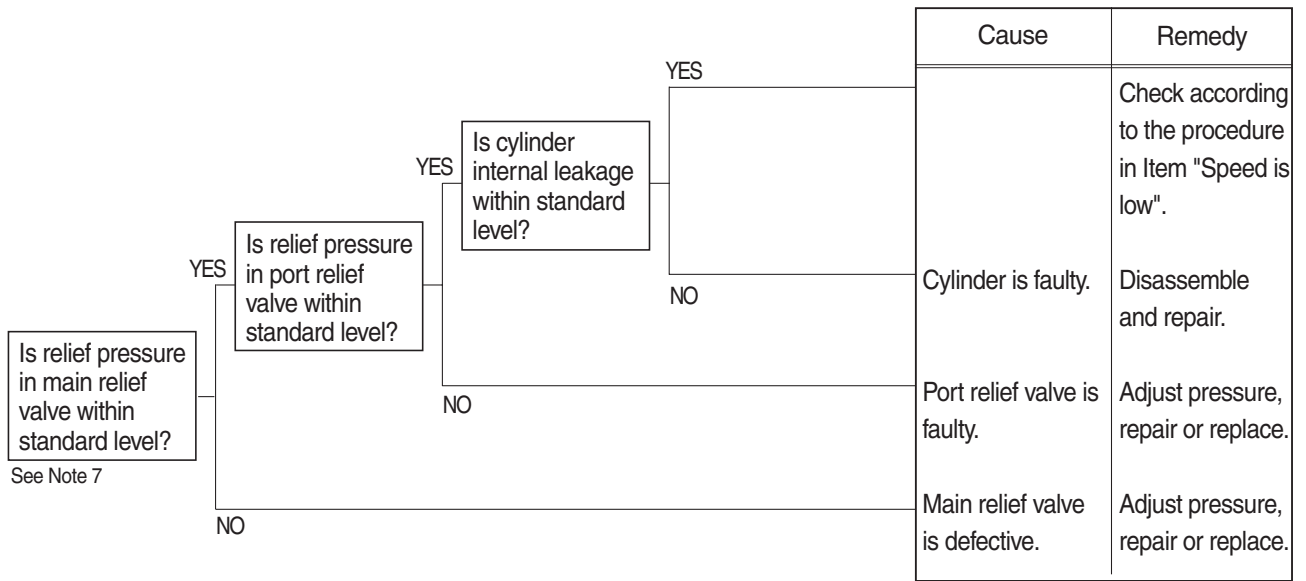 Cause
Remedy
YES
Check according
to the procedure
in Item "Speed is
low".
Is cylinder
internal leakage
within standard
level?
YES
NO
Cylinder is faulty.
Disassemble
and repair.
Is relief pressure
in port relief
valve within
standard level?
YES
NO
Port relief valve is
faulty.
Adjust pressure,
repair or replace.
Is relief pressure
in main relief
valve within
standard level?
See Note 7
NO
Main relief valve
is defective.
Adjust pressure,
repair or replace.